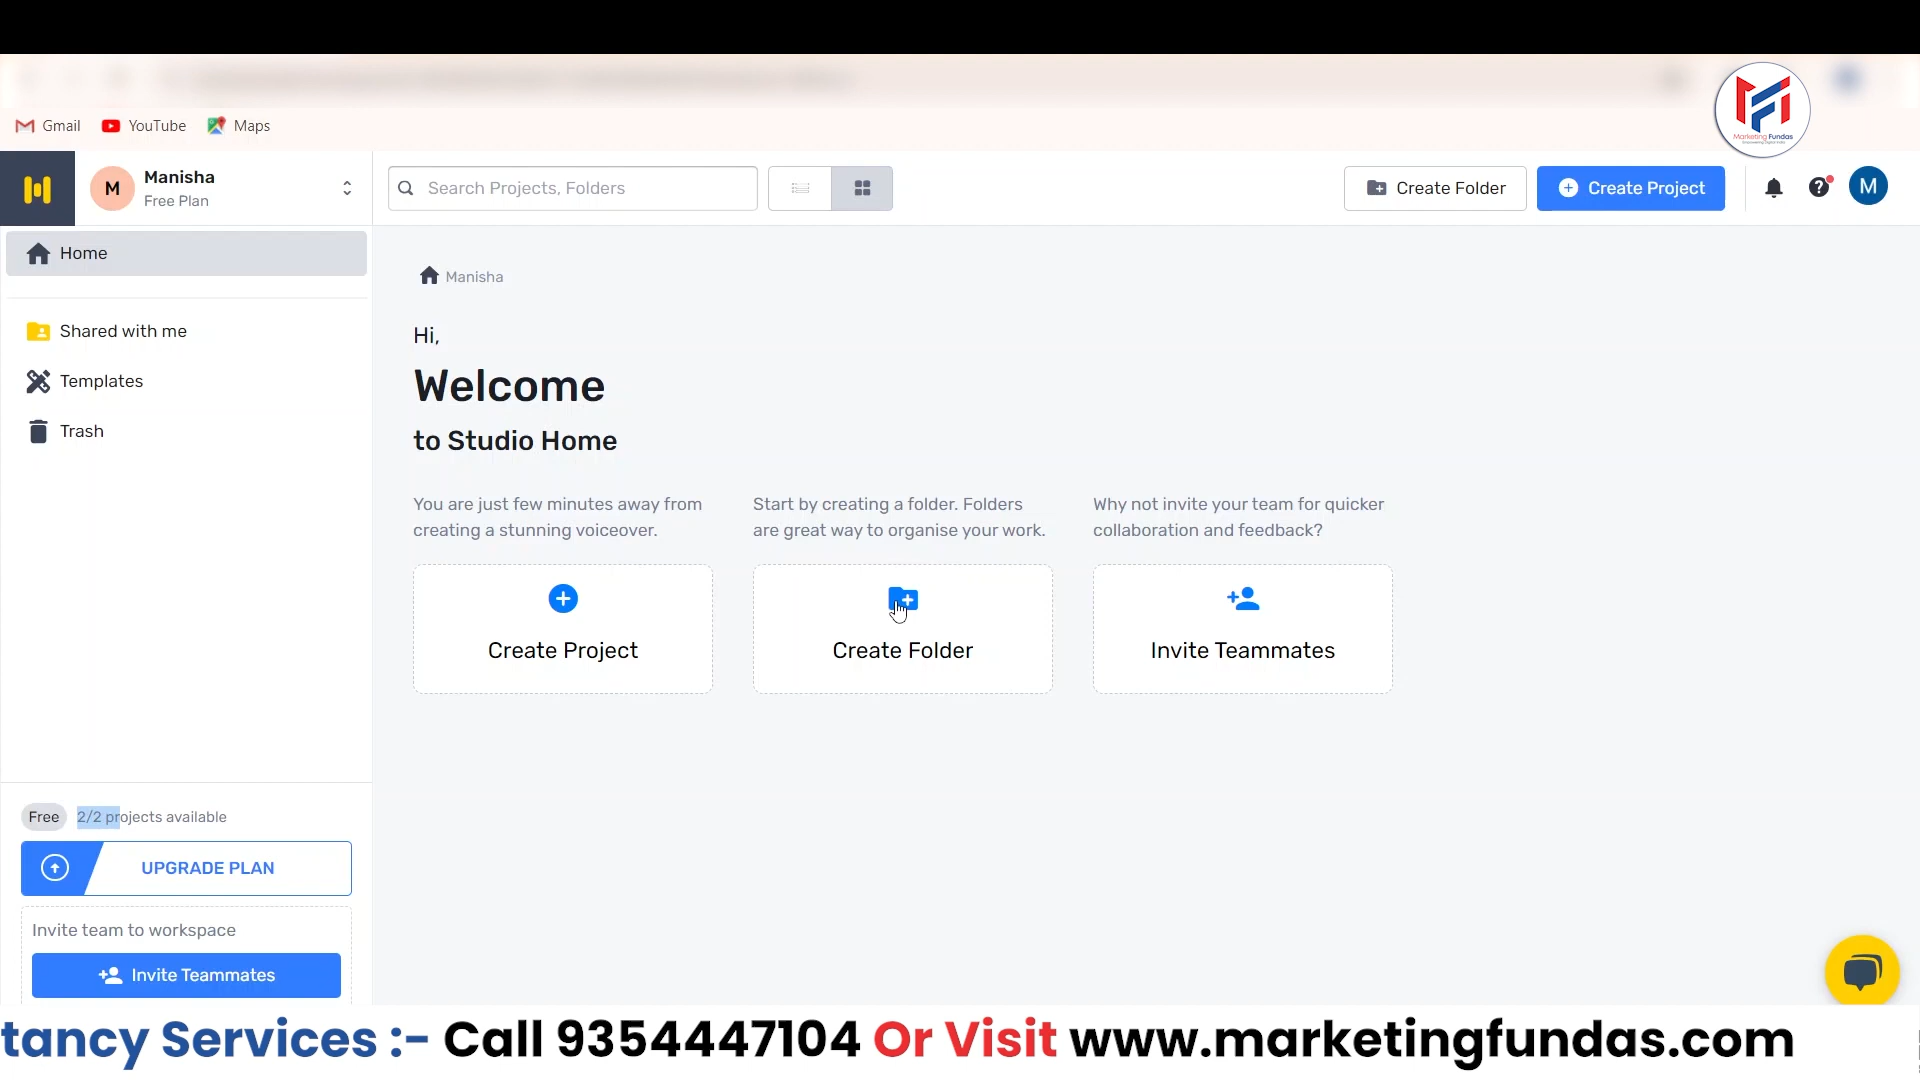 Gmail YouTube Maps
Marketing Fundas
M Manisha
Free Plan
Search Projects, Folders
Create Folder
Create Project
M
Home
Shared with me
Templates
Trash
Manisha
Hi,
Welcome
to Studio Home
You are just few minutes away from
creating a stunning voiceover.
Create Project
Start by creating a folder. Folders
are great way to organise your work.
Create Folder
Why not invite your team for quicker
collaboration and feedback?
Invite Teammates
Free 2/2 projects available
UPGRADE PLAN
Invite team to workspace
Invite Teammates
tancy Services :- Call 9354447104 Or Visit www.marketingfundas.com